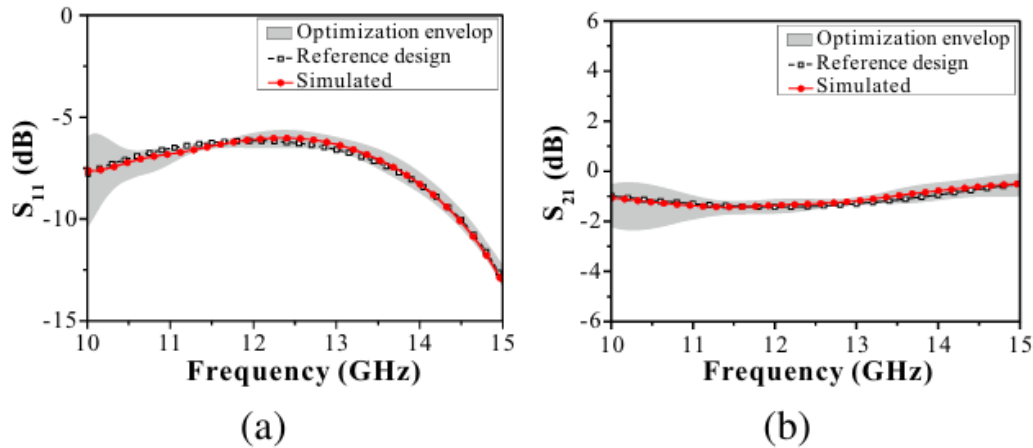 0
-5
-10
-15
S11 (dB)
Optimization envelop
Reference design
Simulated
10 11 12 13 14 15
Frequency (GHz)
(a)
6
4
2
0
-2
-4
-6
S21 (dB)
Optimization envelop
Reference design
Simulated
10 11 12 13 14 15
Frequency (GHz)
(b)